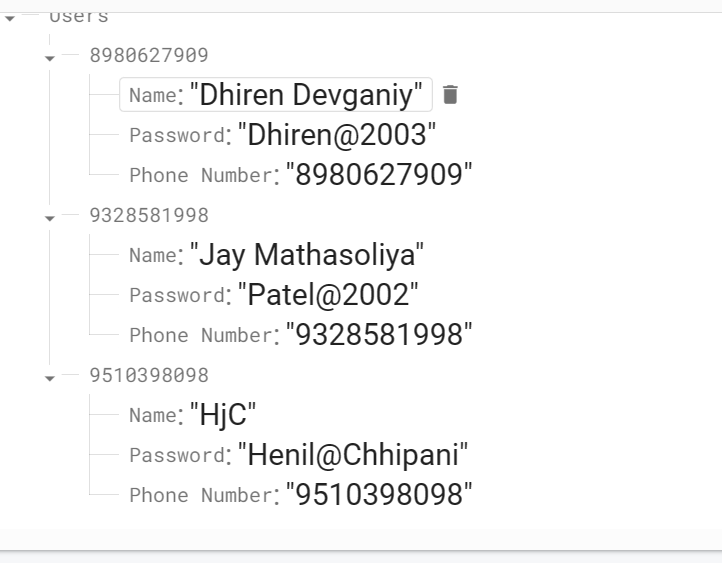 Users
8980627909
Name: "Dhiren Devganiy"
Password: "Dhiren@2003"
Phone Number: "8980627909"
9328581998
Name: "Jay Mathasoliya"
Password: "Patel@2002"
Phone Number: "9328581998"
9510398098
Name: "HjC"
Password: "Henil@Chhipani"
Phone Number: "9510398098"